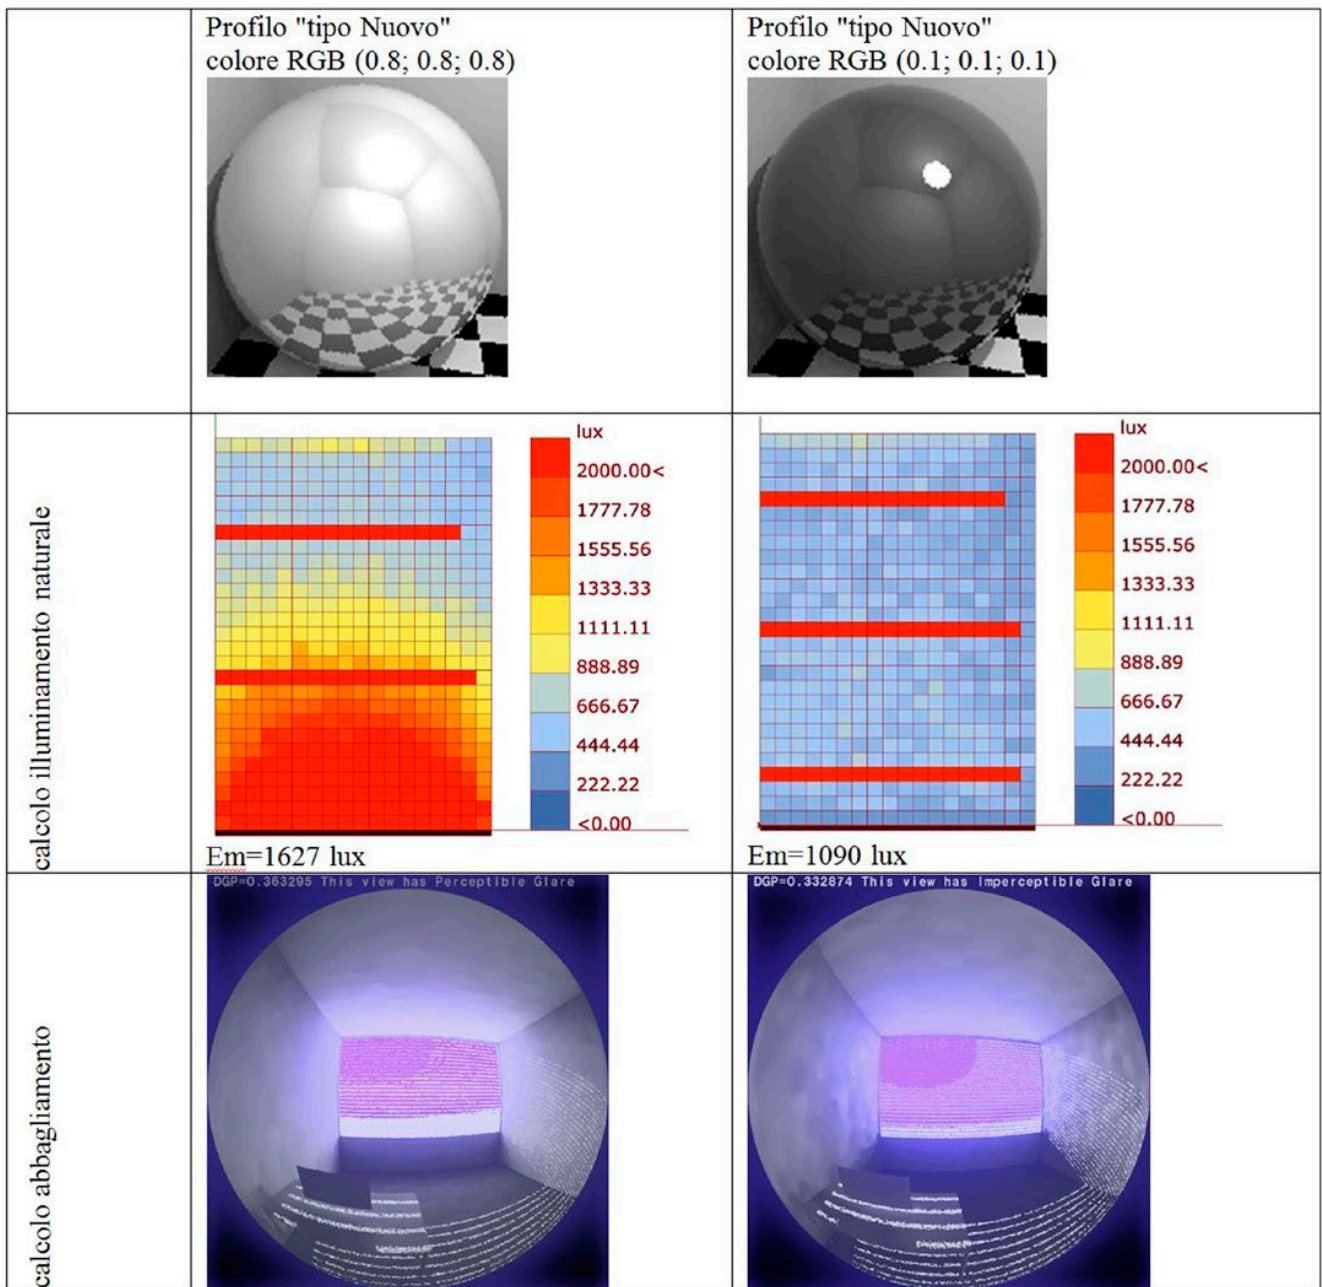 Profilo "tipo Nuovo"
colore RGB (0.8; 0.8; 0.8)
Profilo "tipo Nuovo"
colore RGB (0.1; 0.1; 0.1)
calcolo illuminamento naturale
lux
2000.00<
1777.78
1555.56
1333.33
1111.11
888.89
666.67
444.44
222.22
<0.00
Em=1627 lux
lux
2000.00<
1777.78
1555.56
1333.33
1111.11
888.89
666.67
444.44
222.22
<0.00
Em=1090 lux
calcolo abbagliamento
DGP=0.363295 This view has Perceptible Glare
DGP=0.332874 This view has Imperceptible Glare